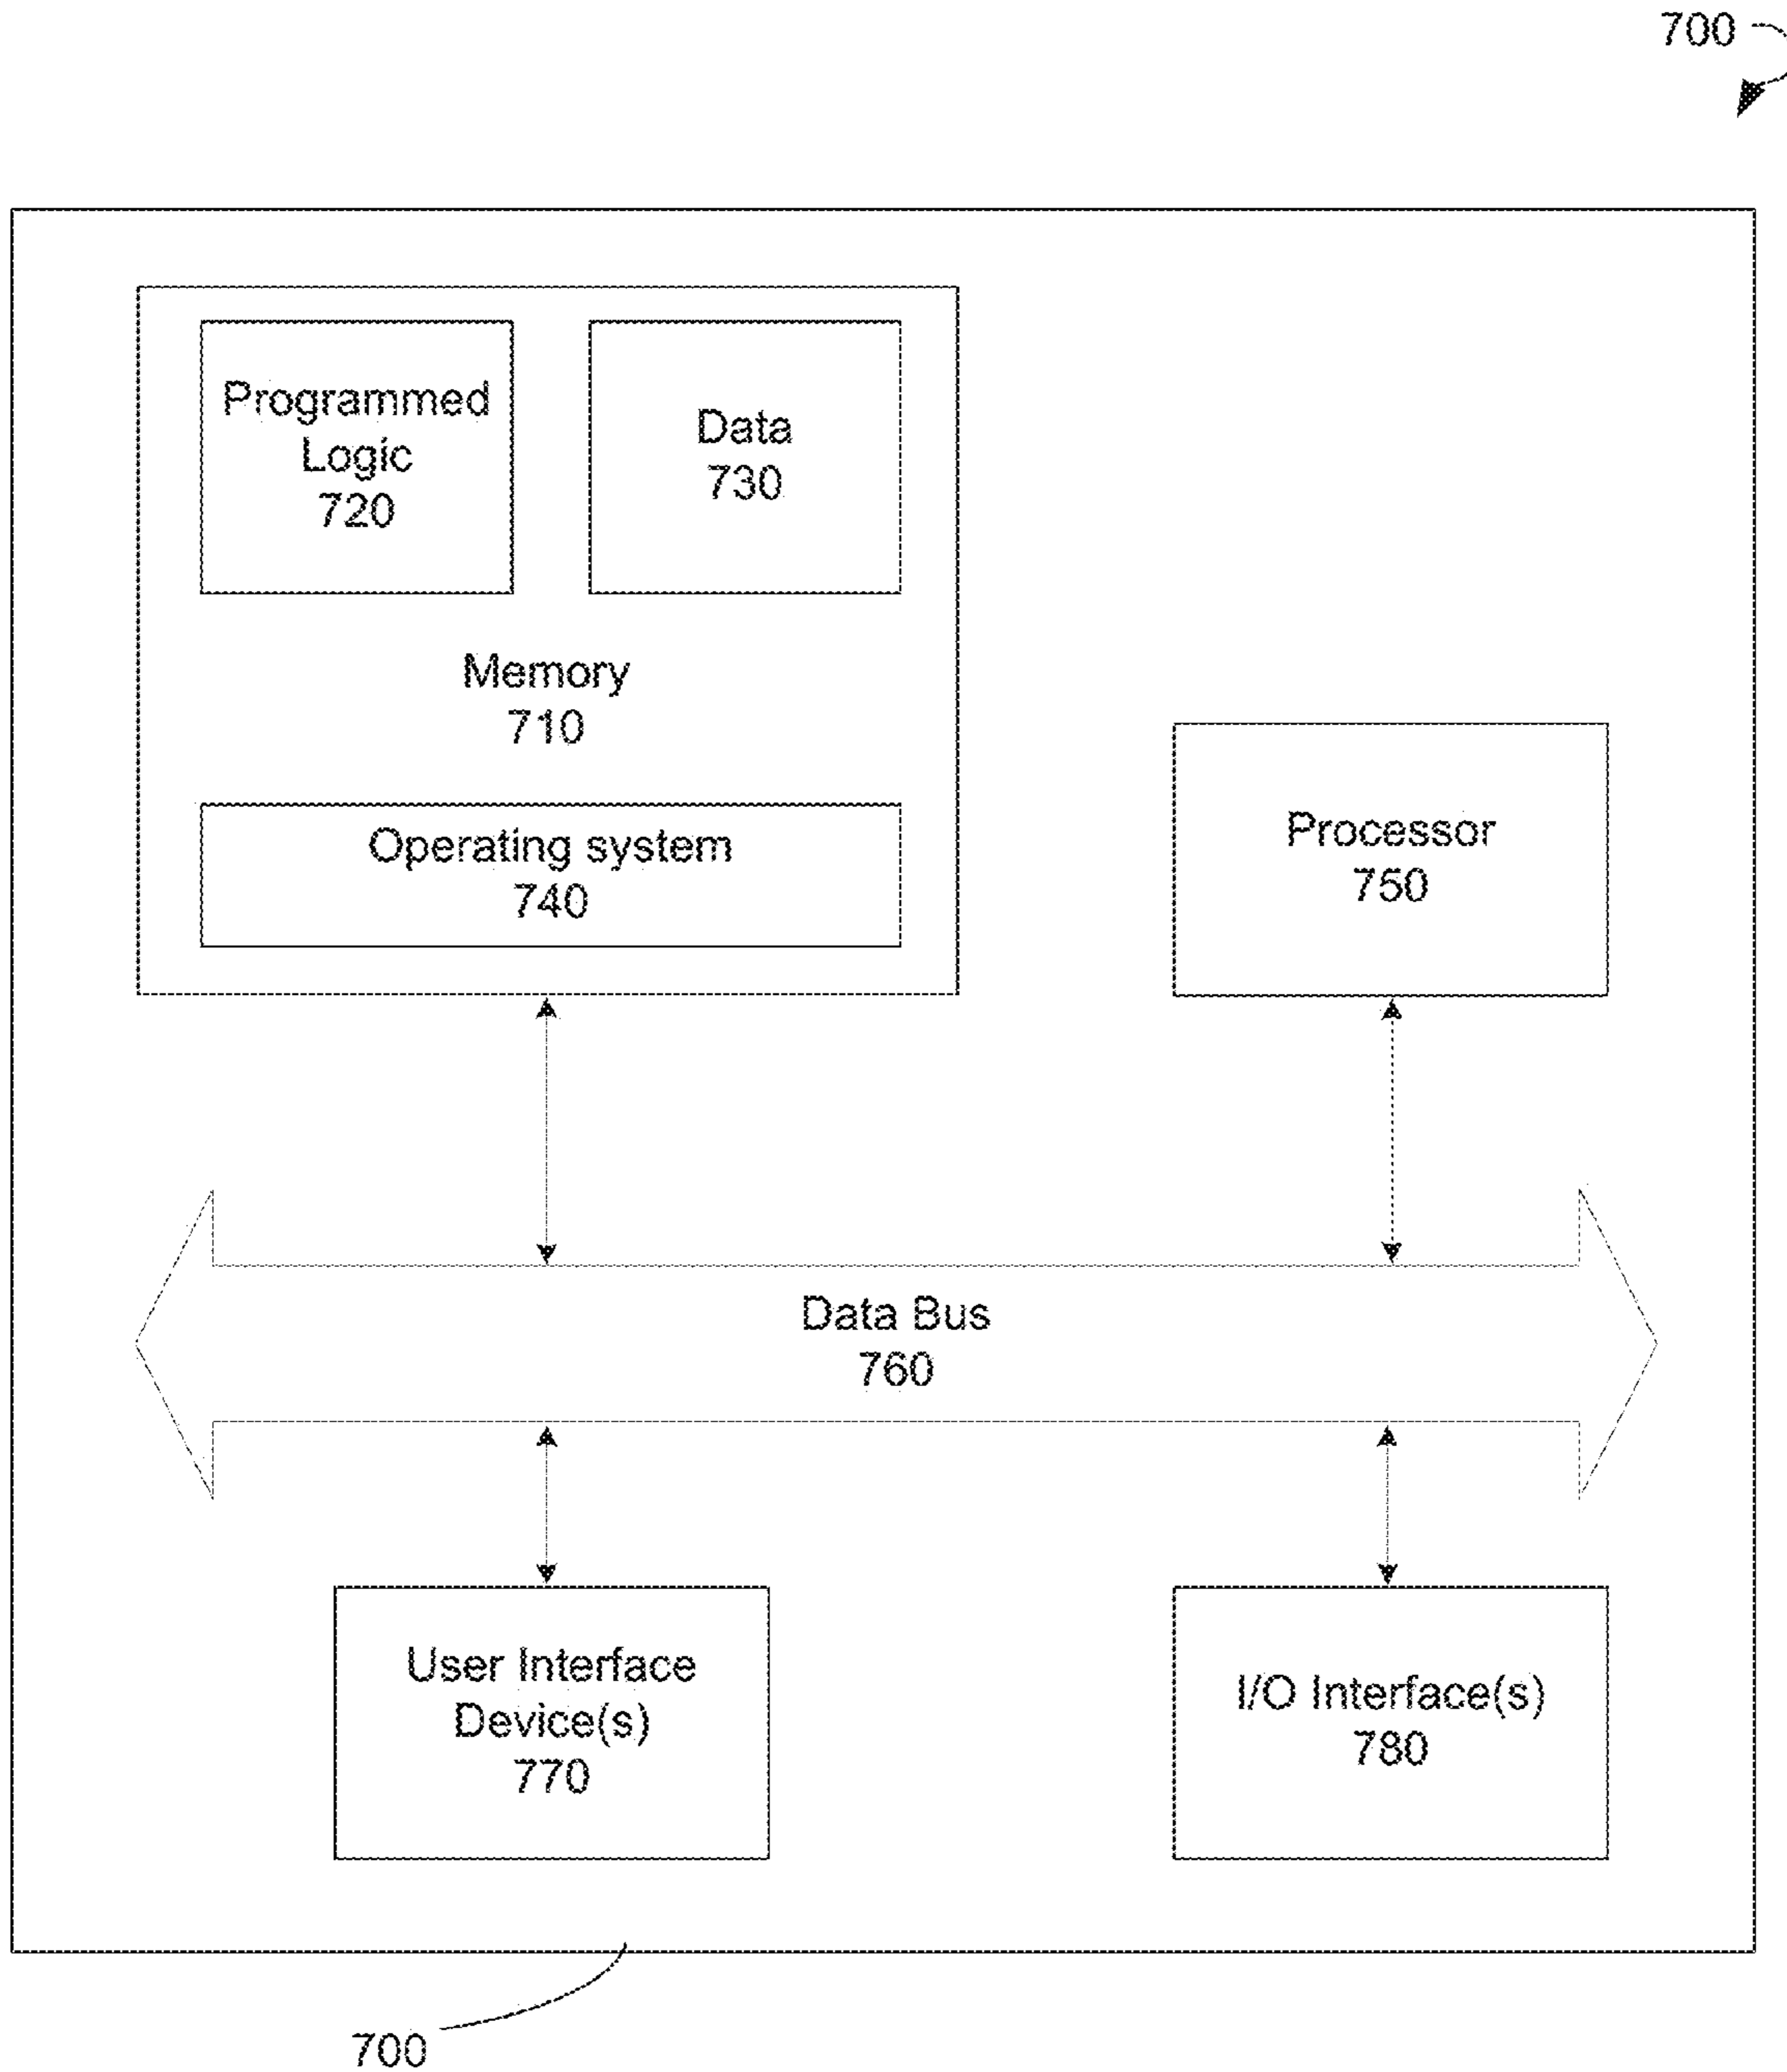 700
Programmed
Logic
720
Data
730
Memory
710
Operating system
740
Processor
750
Data Bus
760
User Interface
Device(s)
770
I/O Interface(s)
780
700